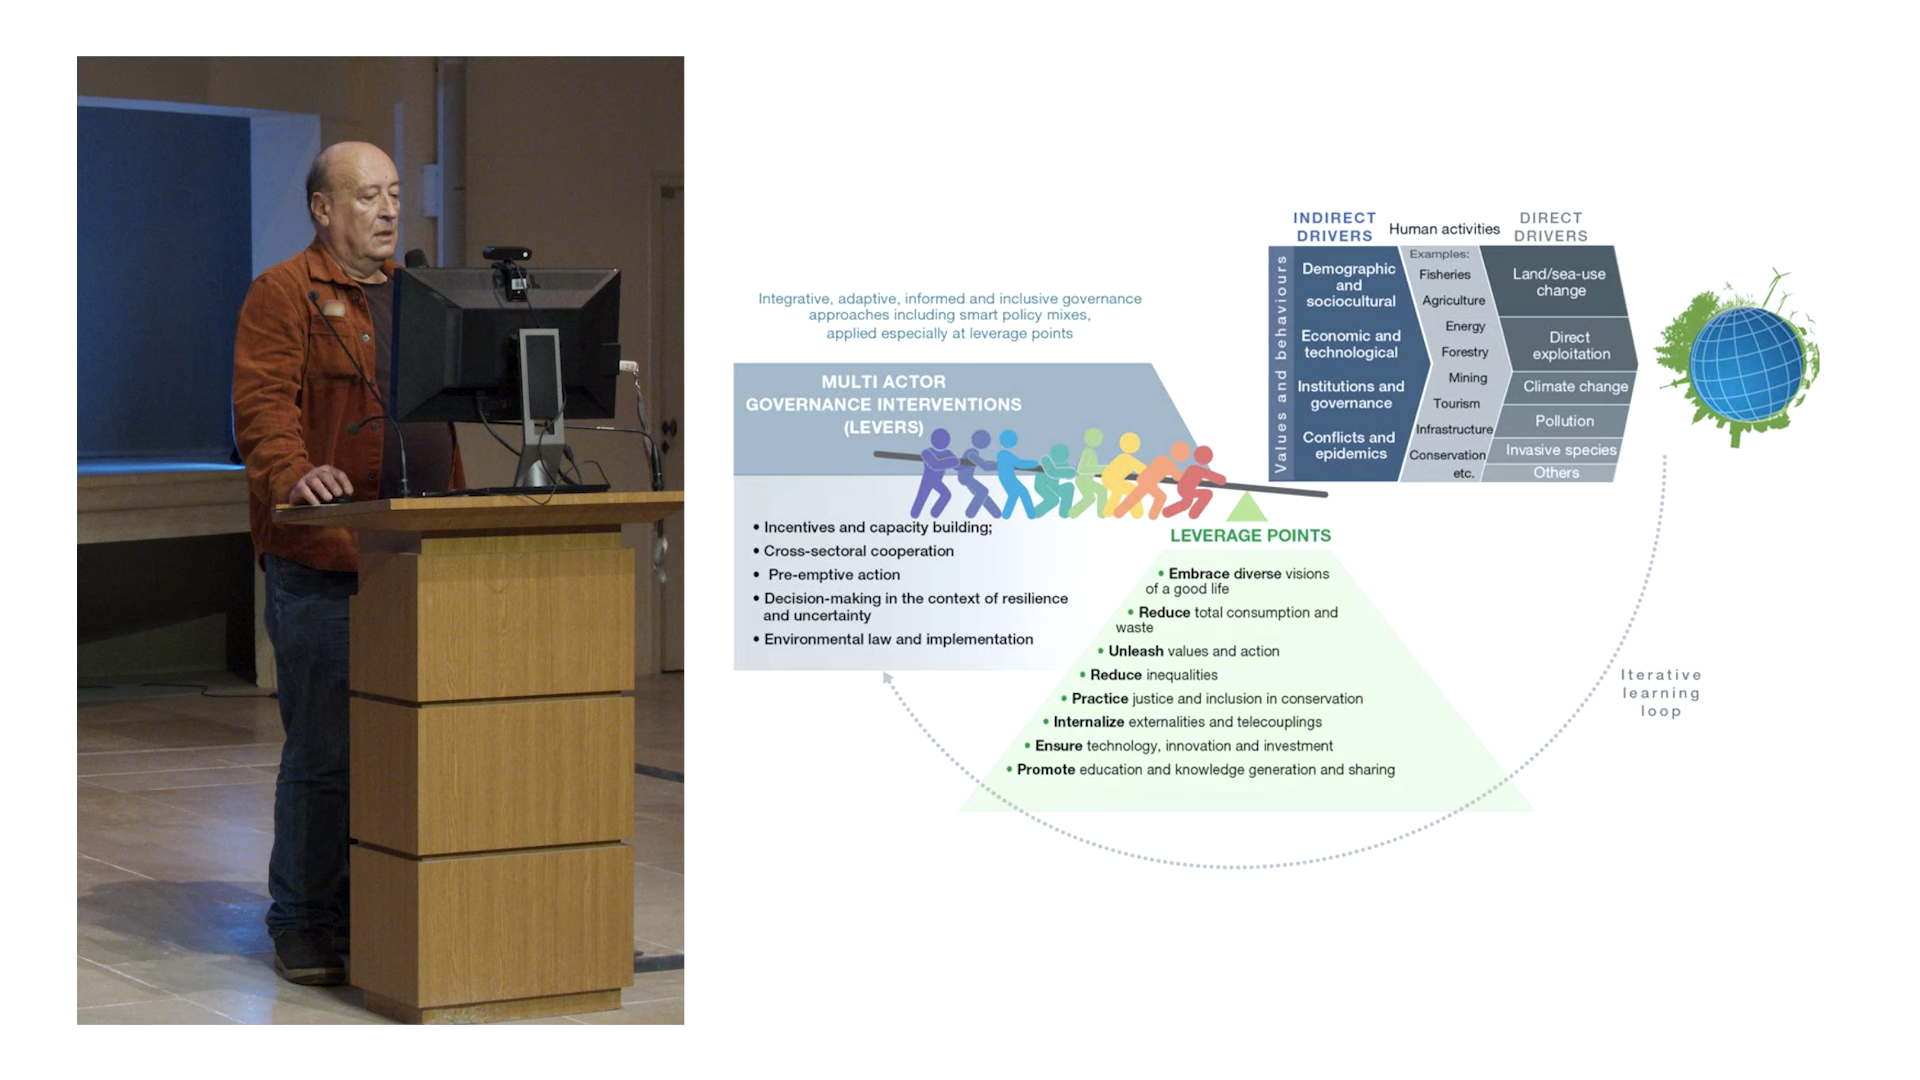 Integrative, adaptive, informed and inclusive governance
approaches including smart policy mixes,
applied especially at leverage points
MULTI ACTOR
GOVERNANCE INTERVENTIONS
(LEVERS)
• Incentives and capacity building;
• Cross-sectoral cooperation
• Pre-emptive action
• Decision-making in the context of resilience
and uncertainty
• Environmental law and implementation
LEVERAGE POINTS
• Embrace diverse visions
of a good life
• Reduce total consumption and
waste
• Unleash values and action
• Reduce inequalities
• Practice justice and inclusion in conservation
• Internalize externalities and telecouplings
• Ensure technology, innovation and investment
• Promote education and knowledge generation and sharing
INDIRECT
DRIVERS
Values and behaviours
Demographic
and
sociocultural
Economic and
technological
Institutions and
governance
Conflicts and
epidemics
Human activities
Examples:
Fisheries
Agriculture
Energy
Forestry
Mining
Tourism
Infrastructure
Conservation
etc.
DIRECT
DRIVERS
Land/sea-use
change
Direct
exploitation
Climate change
Pollution
Invasive species
Others
Iterative
learning
loop